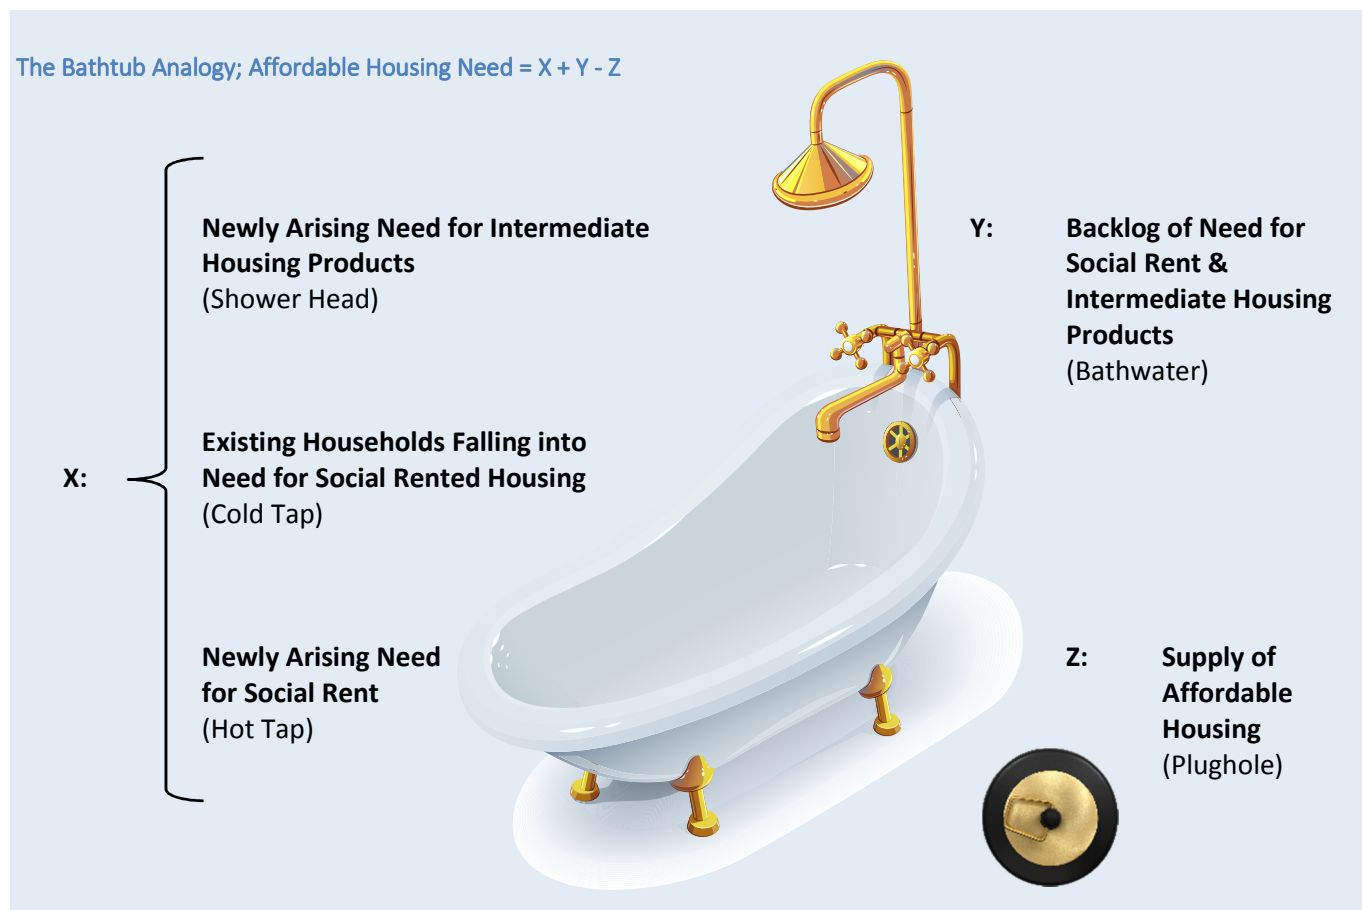 The Bathtub Analogy; Affordable Housing Need = X + Y - Z
X:
Newly Arising Need for Intermediate
Housing Products
(Shower Head)
Existing Households Falling into
Need for Social Rented Housing
(Cold Tap)
Newly Arising Need
for Social Rent
(Hot Tap)
Y:
Backlog of Need for
Social Rent &
Intermediate Housing
Products
(Bathwater)
Z:
Supply of
Affordable
Housing
(Plughole)